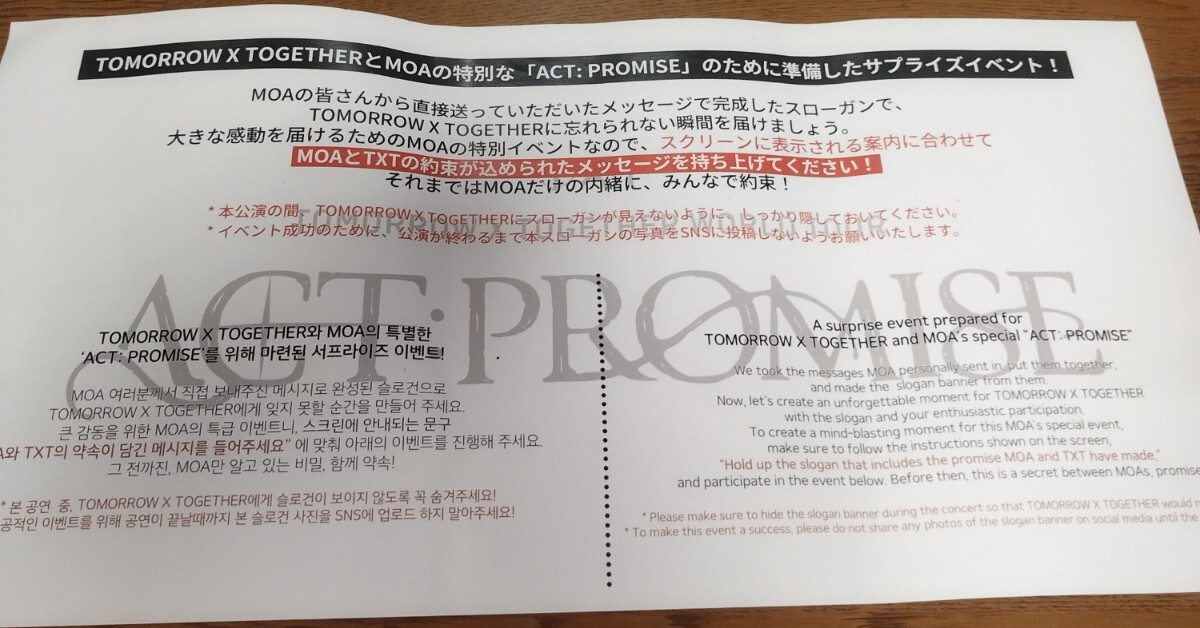 TOMORROW X TOGETHERとMOAの特別な「ACT: PROMISE」のために準備したサプライズイベント！
MOAの皆さんから直接送っていただいたメッセージで完成したスローガンで、
TOMORROW X TOGETHERに忘れられない瞬間を届けましょう。
大きな感動を届けるためのMOAの特別イベントなので、スクリーンに表示される案内に合わせて
MOAとTXTの約束が込められたメッセージを持ち上げてください！
それまではMOAだけの内緒に、みんなで約束！
* 本公演の間、TOMORROW X TOGETHERにスローガンが見えないように、しっかり隠しておいてください。
* イベント成功のために、公演が終わるまで本スローガンの写真をSNSに投稿しないようお願いいたします。
TOMORROW X TOGETHER WORLD TOUR
ACT:PROMISE
TOMORROW X TOGETHER와 MOA의 특별한
'ACT: PROMISE'를 위해 마련된 서프라이즈 이벤트!
MOA 여러분께서 직접 보내주신 메시지로 완성된 슬로건으로
TOMORROW X TOGETHER에게 잊지 못할 순간을 만들어 주세요.
큰 감동을 위한 MOA의 특급 이벤트니, 스크린에 안내되는 문구
와 TXT의 약속이 담긴 메시지를 들어주세요" 에 맞춰 아래의 이벤트를 진행해 주세요.
그 전까진, MOA만 알고 있는 비밀, 함께 약속!
* 본 공연 중, TOMORROW X TOGETHER에게 슬로건이 보이지 않도록 꼭 숨겨주세요!
공적인 이벤트를 위해 공연이 끝날때까지 본 슬로건 사진을 SNS에 업로드 하지 말아주세요!
A surprise event prepared for
TOMORROW X TOGETHER and MOA's special "ACT: PROMISE"
We took the messages MOA personally sent in, put them together,
and made the slogan banner from them.
Now, let's create an unforgettable moment for TOMORROW X TOGETHER
with the slogan and your enthusiastic participation.
To create a mind-blasting moment for this MOA's special event,
make sure to follow the instructions shown on the screen,
"Hold up the slogan that includes the promise MOA and TXT have made,"
and participate in the event below. Before then, this is a secret between MOAs, promise
* Please make sure to hide the slogan banner during the concert so that TOMORROW X TOGETHER would
* To make this event a success, please do not share any photos of the slogan banner on social media until the